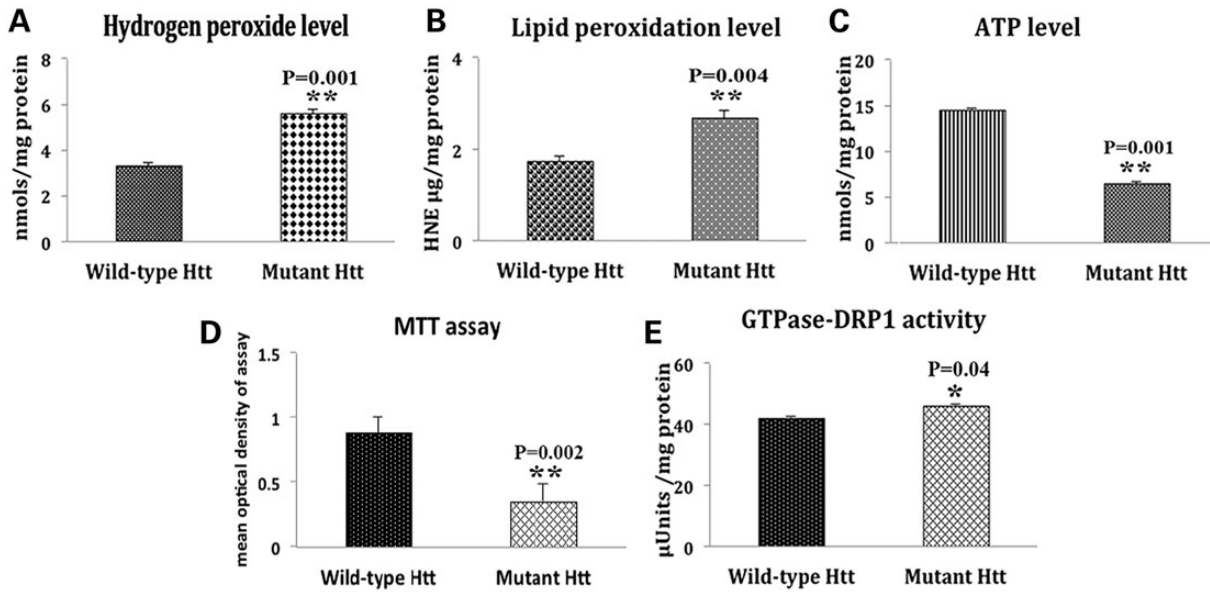 A
Hydrogen peroxide level
nmols/mg protein
8
6
4
2
0
P=0.001
**
Wild-type Htt
Mutant Htt
B
Lipid peroxidation level
HNE µg/mg protein
4
2
0
P=0.004
**
Wild-type Htt
Mutant Htt
C
ATP level
nmols/mg protein
20
15
10
5
0
P=0.001
**
Wild-type Htt
Mutant Htt
D
MTT assay
mean optical density of assay
1.5
1
0.5
0
P=0.002
**
Wild-type Htt
Mutant Htt
E
GTPase-DRP1 activity
µUnits /mg protein
60
40
20
0
P=0.04
*
Wild-type Htt
Mutant Htt